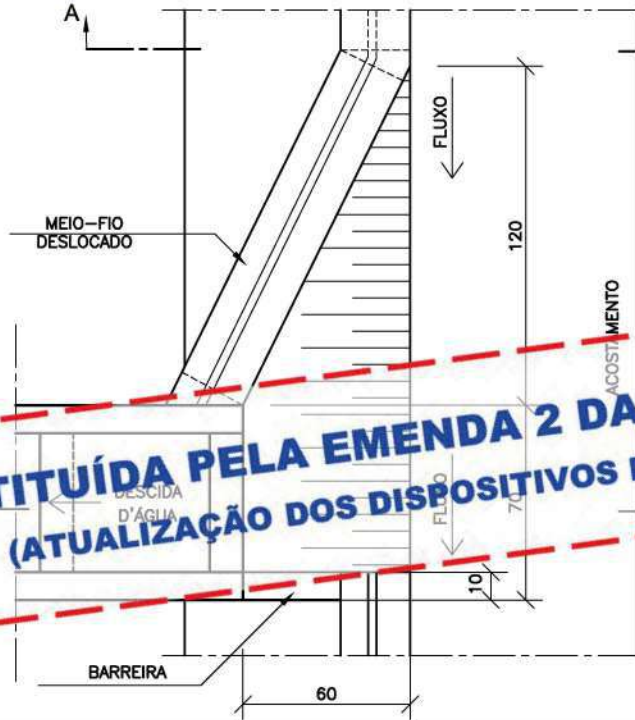 A
FLUXO
MEIO-FIO
DESLOCADO
120
ACOSTAMENTO
TITUÍDA PELA EMENDA 2 DA
DESCIDA
D'ÁGUA
(ATUALIZAÇÃO DOS DISPOSITIVOS
FLUXO
70
10
BARREIRA
60